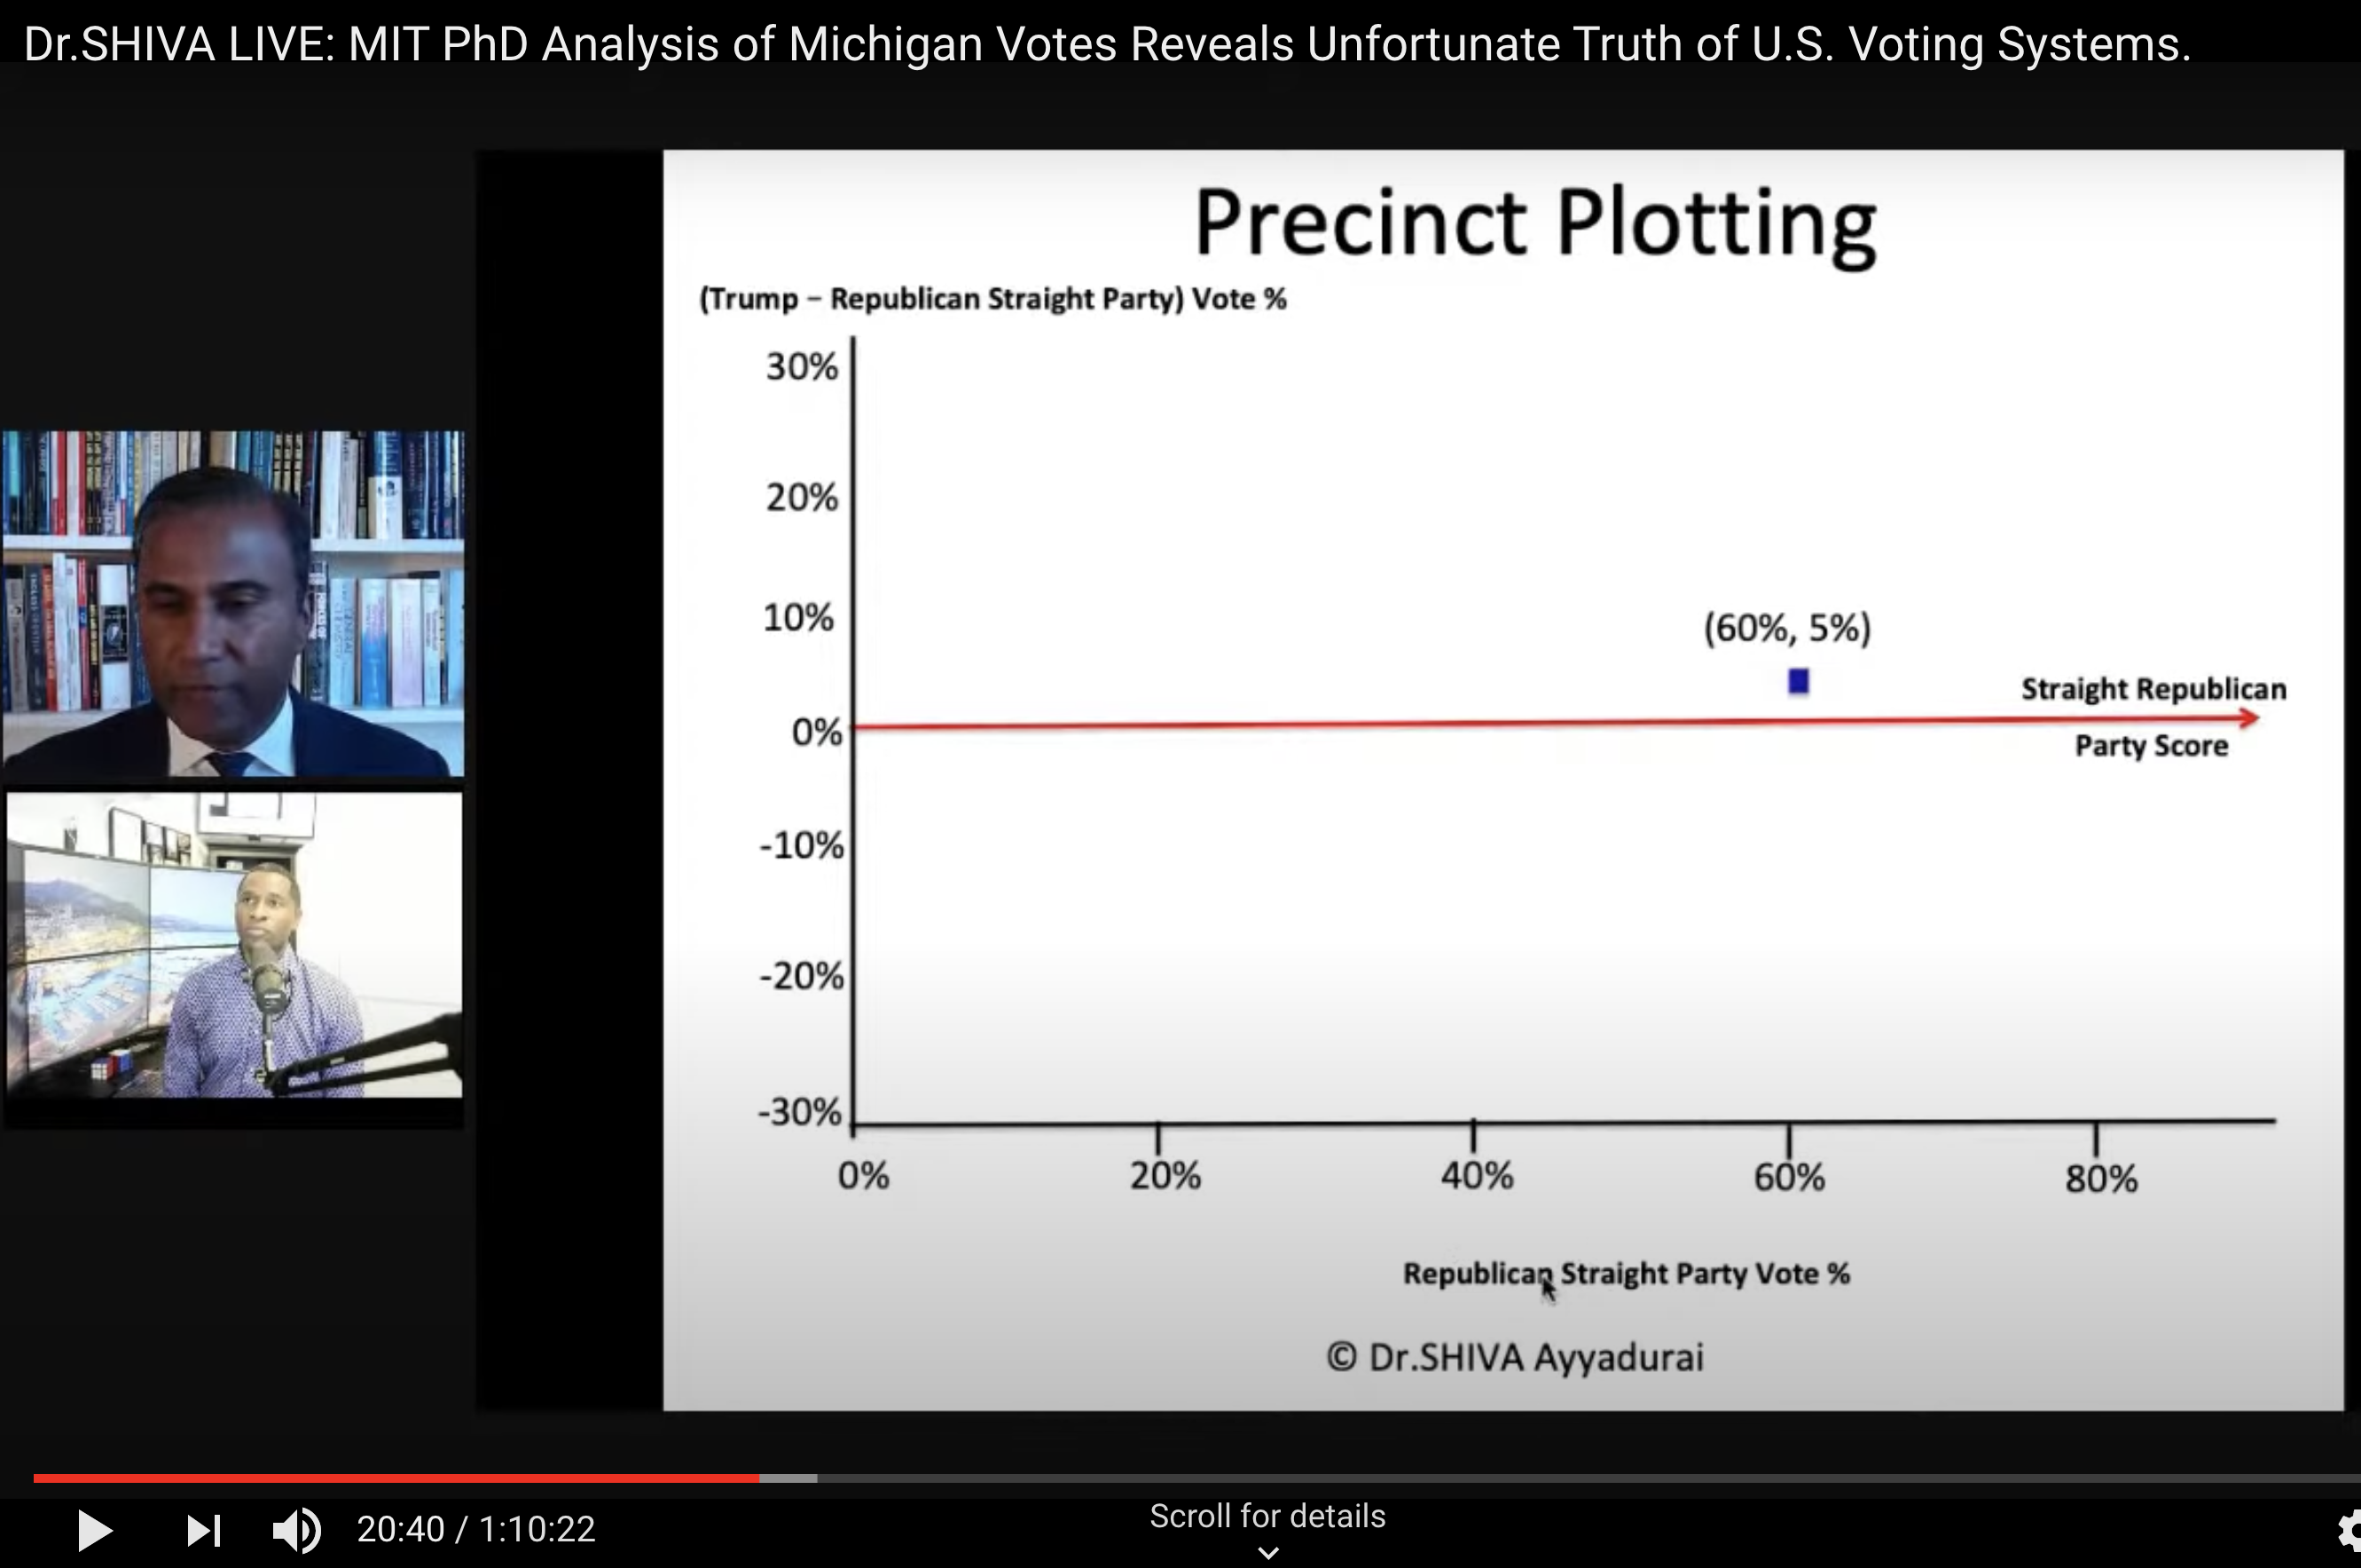 Dr.SHIVA LIVE: MIT PhD Analysis of Michigan Votes Reveals Unfortunate Truth of U.S. Voting Systems.
Precinct Plotting
(Trump – Republican Straight Party) Vote %
30%
20%
10%
(60%, 5%)
Straight Republican
0%
Party Score
-10%
-20%
-30%
0%
20%
40%
60%
80%
Republican Straight Party Vote %
© Dr.SHIVA Ayyadurai
20:40 / 1:10:22
Scroll for details